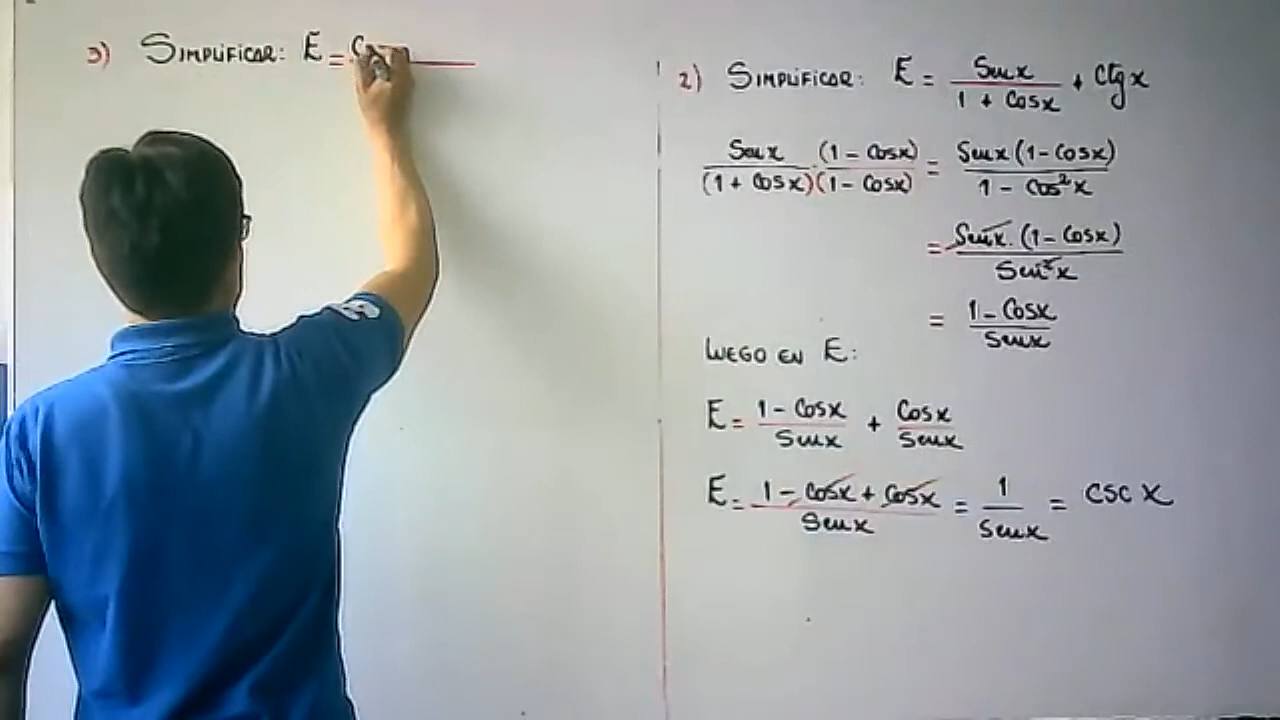 3) SIMPLIFICAR: E =
2) SIMPLIFICAR: E = Senx / (1 + Cosx) + Ctg x
Senx / (1 + Cosx) · (1 - Cosx) / (1 - Cosx) = Senx (1 - Cosx) / (1 - Cos²x)
= Senx · (1 - Cosx) / Sen²x
= (1 - Cosx) / Senx
LUEGO EN E:
E = (1 - Cosx) / Senx + Cosx / Senx
E = (1 - Cosx + Cosx) / Senx = 1 / Senx = CSC X